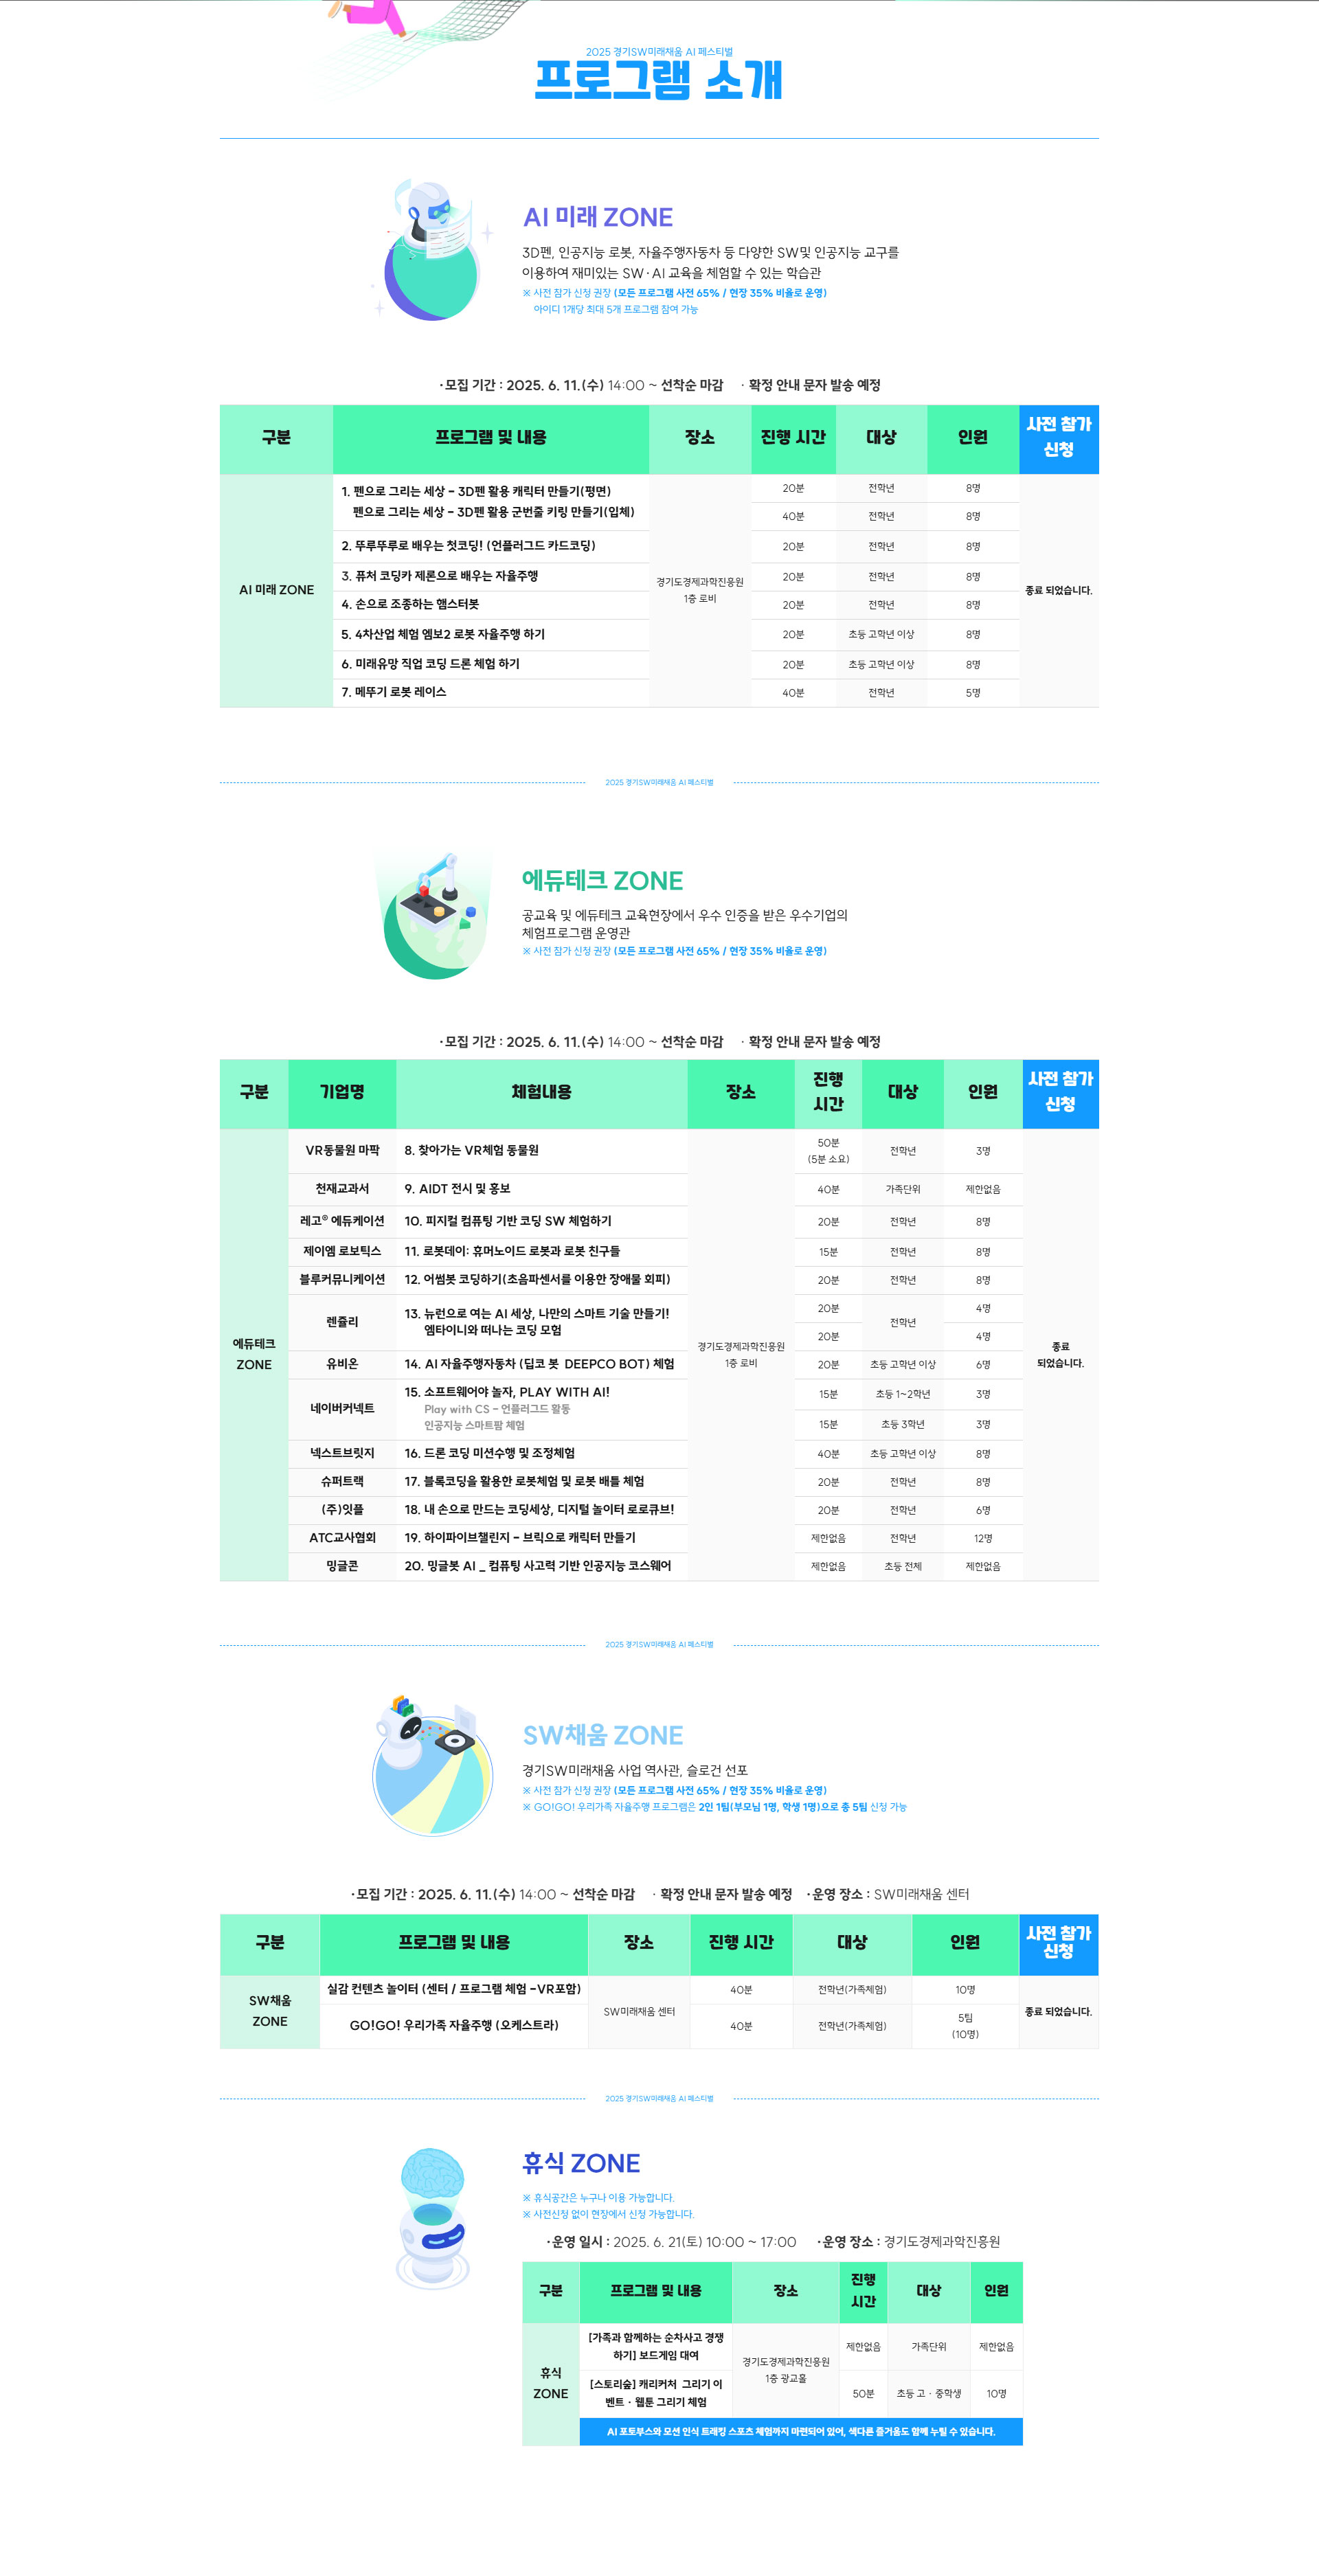 2025 경기SW미래채움 AI 페스티벌
프로그램 소개
AI 미래 ZONE
3D펜, 인공지능 로봇, 자율주행자동차 등 다양한 SW및 인공지능 교구를
이용하여 재미있는 SW·AI 교육을 체험할 수 있는 학습관
※ 사전 참가 신청 권장 (모든 프로그램 사전 65% / 현장 35% 비율로 운영)
아이디 1개당 최대 5개 프로그램 참여 가능
·모집 기간 : 2025. 6. 11.(수) 14:00 ~ 선착순 마감 · 확정 안내 문자 발송 예정
구분 프로그램 및 내용 장소 진행 시간 대상 인원 사전 참가 신청
AI 미래 ZONE
경기도경제과학진흥원
1층 로비
종료 되었습니다.
1. 펜으로 그리는 세상 – 3D펜 활용 캐릭터 만들기(평면) 20분 전학년 8명
펜으로 그리는 세상 – 3D펜 활용 군번줄 키링 만들기(입체) 40분 전학년 8명
2. 뚜루뚜루로 배우는 첫코딩! (언플러그드 카드코딩) 20분 전학년 8명
3. 퓨처 코딩카 제론으로 배우는 자율주행 20분 전학년 8명
4. 손으로 조종하는 햄스터봇 20분 전학년 8명
5. 4차산업 체험 엠보2 로봇 자율주행 하기 20분 초등 고학년 이상 8명
6. 미래유망 직업 코딩 드론 체험 하기 20분 초등 고학년 이상 8명
7. 메뚜기 로봇 레이스 40분 전학년 5명
2025 경기SW미래채움 AI 페스티벌
에듀테크 ZONE
공교육 및 에듀테크 교육현장에서 우수 인증을 받은 우수기업의
체험프로그램 운영관
※ 사전 참가 신청 권장 (모든 프로그램 사전 65% / 현장 35% 비율로 운영)
·모집 기간 : 2025. 6. 11.(수) 14:00 ~ 선착순 마감 · 확정 안내 문자 발송 예정
구분 기업명 체험내용 장소 진행 시간 대상 인원 사전 참가 신청
에듀테크
ZONE
경기도경제과학진흥원
1층 로비
종료
되었습니다.
VR동물원 마팍 8. 찾아가는 VR체험 동물원 50분 (5분 소요) 전학년 3명
천재교과서 9. AIDT 전시 및 홍보 40분 가족단위 제한없음
레고® 에듀케이션 10. 피지컬 컴퓨팅 기반 코딩 SW 체험하기 20분 전학년 8명
제이엠 로보틱스 11. 로봇데이: 휴머노이드 로봇과 로봇 친구들 15분 전학년 8명
블루커뮤니케이션 12. 어썸봇 코딩하기(초음파센서를 이용한 장애물 회피) 20분 전학년 8명
렌쥴리 13. 뉴런으로 여는 AI 세상, 나만의 스마트 기술 만들기! 20분 전학년 4명
엠타이니와 떠나는 코딩 모험 20분 4명
유비온 14. AI 자율주행자동차 (딥코 봇 DEEPCO BOT) 체험 20분 초등 고학년 이상 6명
네이버커넥트 15. 소프트웨어야 놀자, PLAY WITH AI! 15분 초등 1~2학년 3명
Play with CS – 언플러그드 활동
인공지능 스마트팜 체험 15분 초등 3학년 3명
넥스트브릿지 16. 드론 코딩 미션수행 및 조정체험 40분 초등 고학년 이상 8명
슈퍼트랙 17. 블록코딩을 활용한 로봇체험 및 로봇 배틀 체험 20분 전학년 8명
(주)잇플 18. 내 손으로 만드는 코딩세상, 디지털 놀이터 로로큐브! 20분 전학년 6명
ATC교사협회 19. 하이파이브챌린지 – 브릭으로 캐릭터 만들기 제한없음 전학년 12명
밍글콘 20. 밍글봇 AI _ 컴퓨팅 사고력 기반 인공지능 코스웨어 제한없음 초등 전체 제한없음
2025 경기SW미래채움 AI 페스티벌
SW채움 ZONE
경기SW미래채움 사업 역사관, 슬로건 선포
※ 사전 참가 신청 권장 (모든 프로그램 사전 65% / 현장 35% 비율로 운영)
※ GO!GO! 우리가족 자율주행 프로그램은 2인 1팀(부모님 1명, 학생 1명)으로 총 5팀 신청 가능
·모집 기간 : 2025. 6. 11.(수) 14:00 ~ 선착순 마감 · 확정 안내 문자 발송 예정 ·운영 장소 : SW미래채움 센터
구분 프로그램 및 내용 장소 진행 시간 대상 인원 사전 참가 신청
SW채움
ZONE
SW미래채움 센터
종료 되었습니다.
실감 컨텐츠 놀이터 (센터 / 프로그램 체험 –VR포함) 40분 전학년(가족체험) 10명
GO!GO! 우리가족 자율주행 (오케스트라) 40분 전학년(가족체험) 5팀 (10명)
2025 경기SW미래채움 AI 페스티벌
휴식 ZONE
※ 휴식공간은 누구나 이용 가능합니다.
※ 사전신청 없이 현장에서 신청 가능합니다.
·운영 일시 : 2025. 6. 21(토) 10:00 ~ 17:00 ·운영 장소 : 경기도경제과학진흥원
구분 프로그램 및 내용 장소 진행 시간 대상 인원
휴식
ZONE
경기도경제과학진흥원
1층 광교홀
[가족과 함께하는 순차사고 경쟁
하기] 보드게임 대여 제한없음 가족단위 제한없음
[스토리숲] 캐리커처 그리기 이
벤트 · 웹툰 그리기 체험 50분 초등 고 · 중학생 10명
AI 포토부스와 모션 인식 트래킹 스포츠 체험까지 마련되어 있어, 색다른 즐거움도 함께 누릴 수 있습니다.